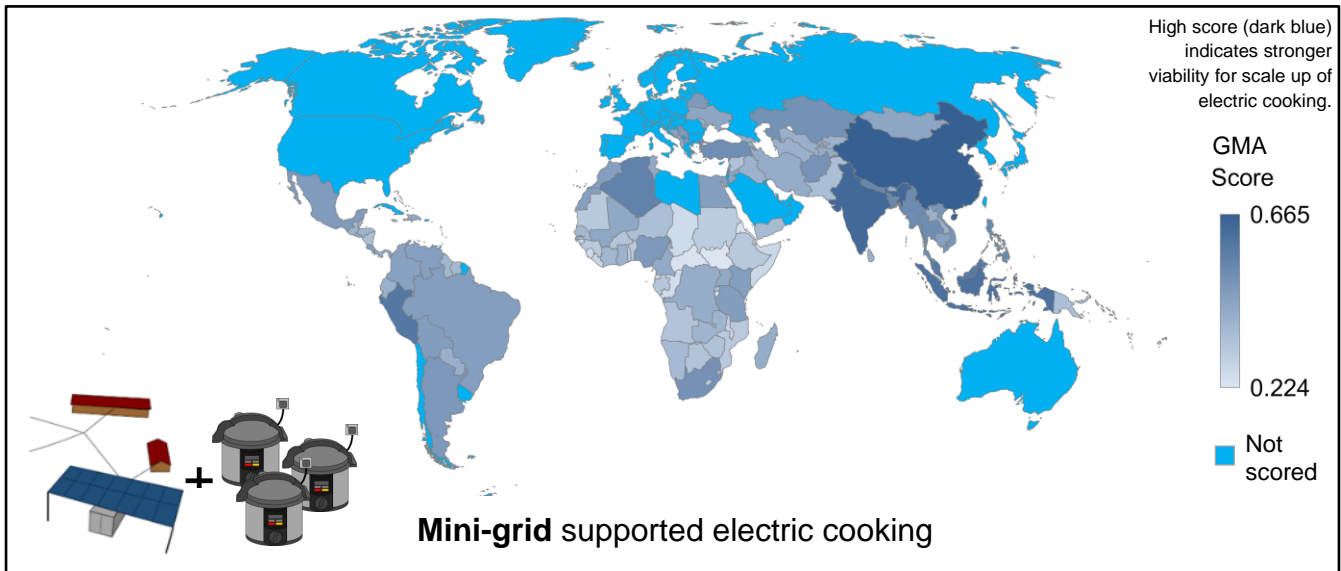 High score (dark blue)
indicates stronger
viability for scale up of
electric cooking.
GMA
Score
0.665
0.224
Not
scored
Mini-grid supported electric cooking